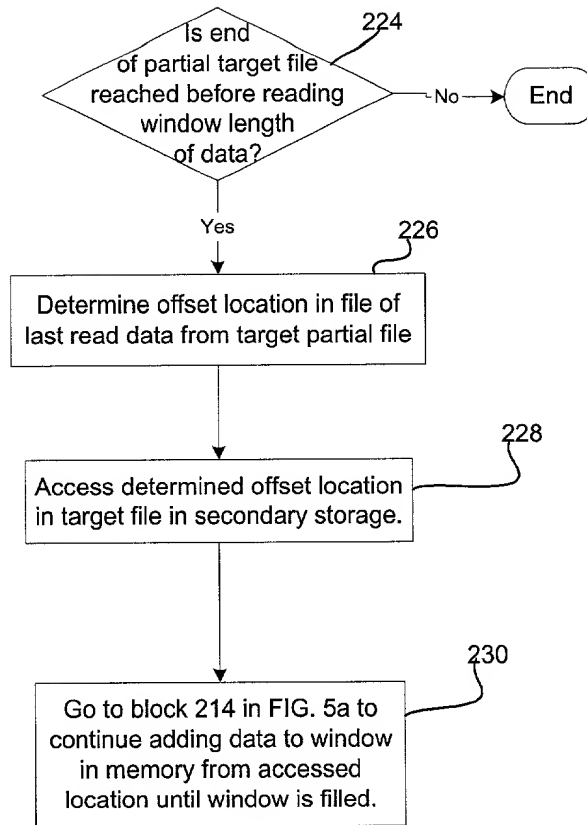 224
Is end
of partial target file
reached before reading
window length
of data?
No
End
Yes
226
Determine offset location in file of
last read data from target partial file
228
Access determined offset location
in target file in secondary storage.
230
Go to block 214 in FIG. 5a to
continue adding data to window
in memory from accessed
location until window is filled.